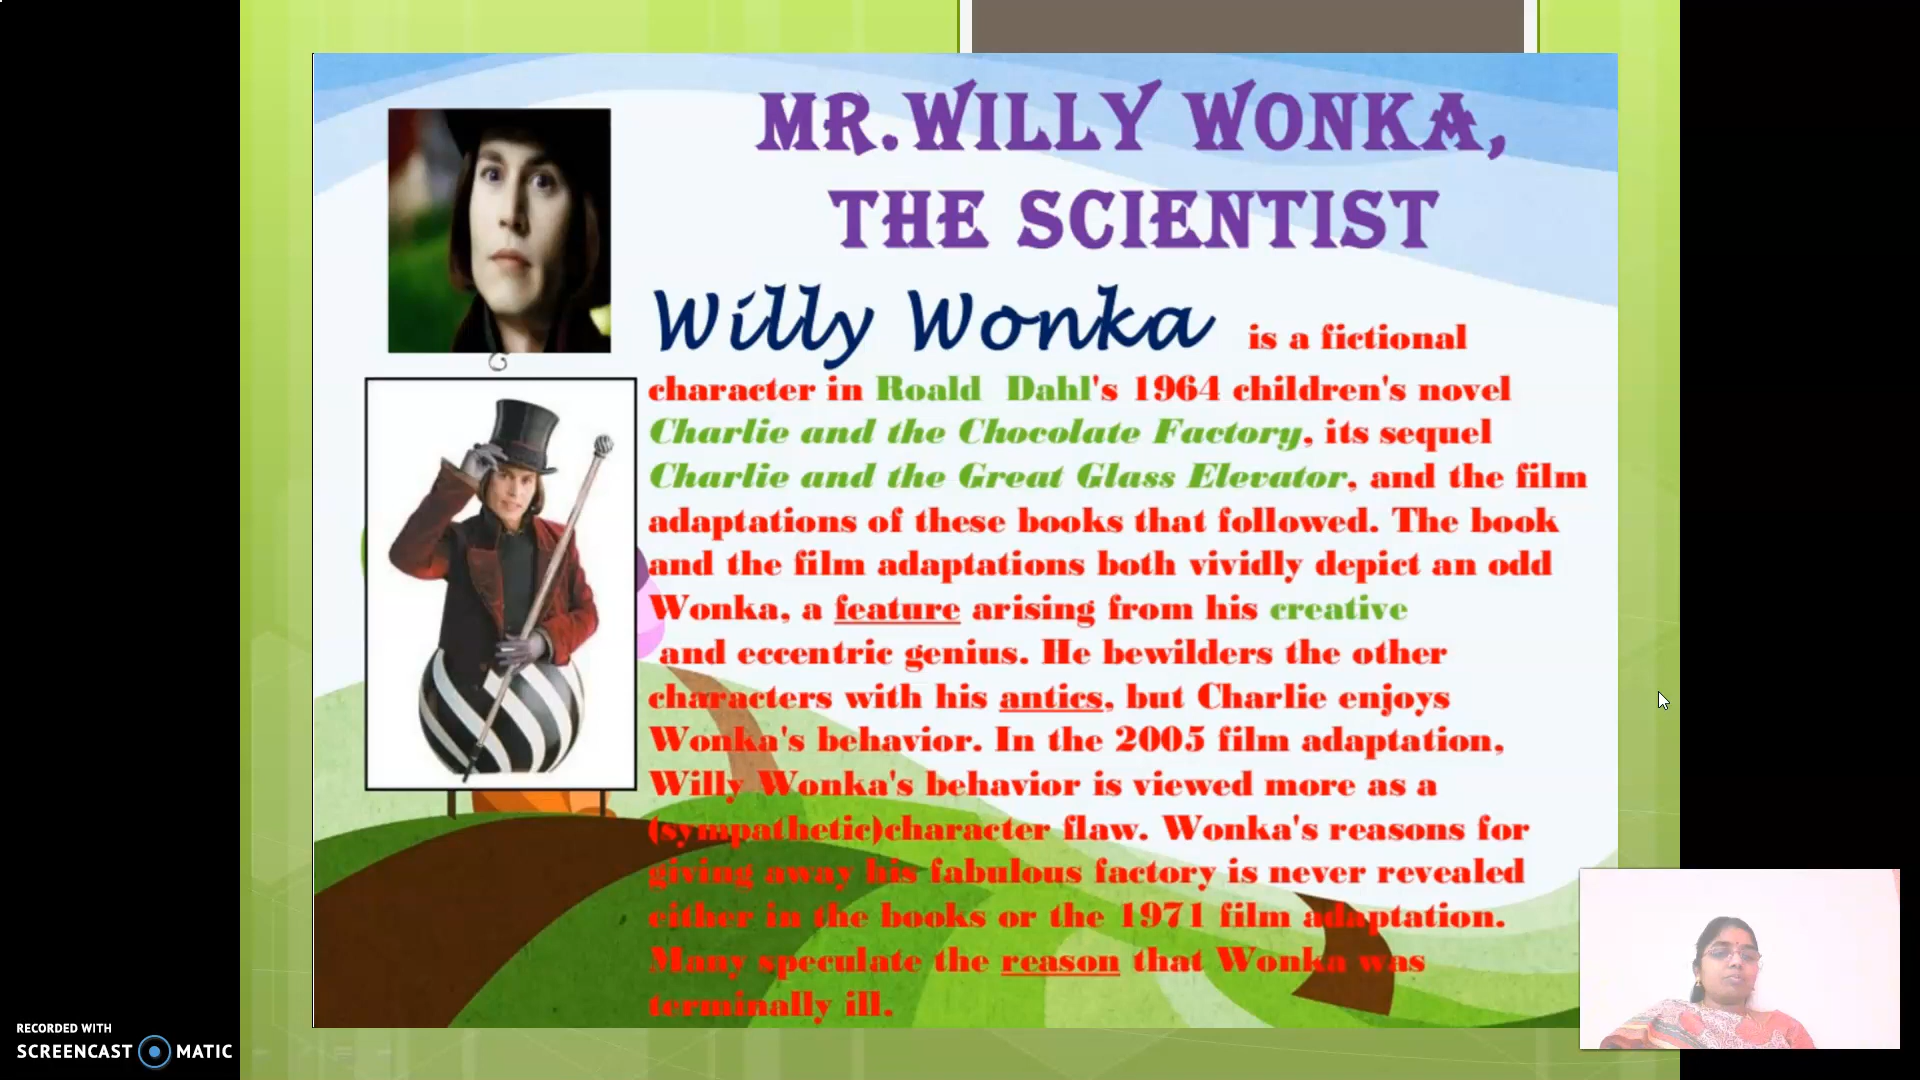 MR.WILLY WONKA,
THE SCIENTIST
Willy Wonka is a fictional
character in Roald Dahl's 1964 children's novel
Charlie and the Chocolate Factory, its sequel
Charlie and the Great Glass Elevator, and the film
adaptations of these books that followed. The book
and the film adaptations both vividly depict an odd
Wonka, a feature arising from his creative
and eccentric genius. He bewilders the other
characters with his antics, but Charlie enjoys
Wonka's behavior. In the 2005 film adaptation,
Willy Wonka's behavior is viewed more as a
(sympathetic)character flaw. Wonka's reasons for
giving away his fabulous factory is never revealed
either in the books or the 1971 film adaptation.
Many speculate the reason that Wonka was
terminally ill.
RECORDED WITH
SCREENCAST MATIC